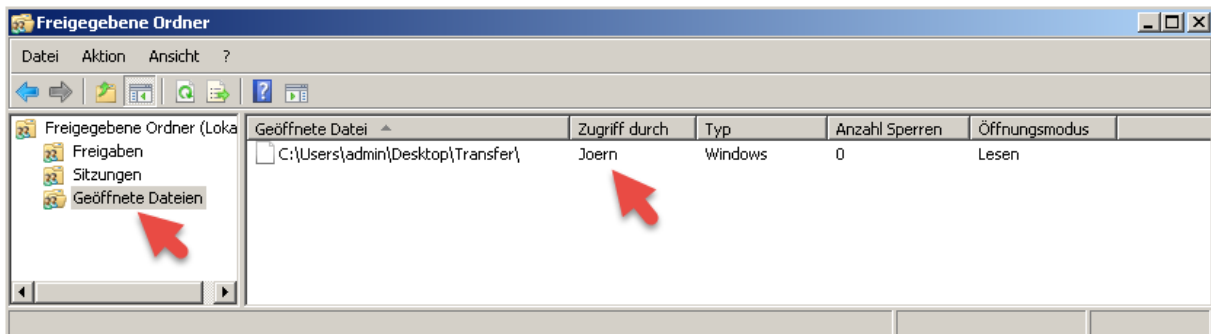 Freigegebene Ordner
Datei Aktion Ansicht ?
Freigegebene Ordner (Loka
Freigaben
Sitzungen
Geöffnete Dateien
Geöffnete Datei Zugriff durch Typ Anzahl Sperren Öffnungsmodus
C:\Users\admin\Desktop\Transfer\ Joern Windows 0 Lesen